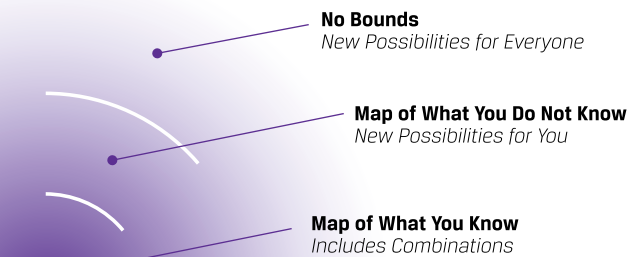 No Bounds
New Possibilities for Everyone
Map of What You Do Not Know
New Possibilities for You
Map of What You Know
Includes Combinations